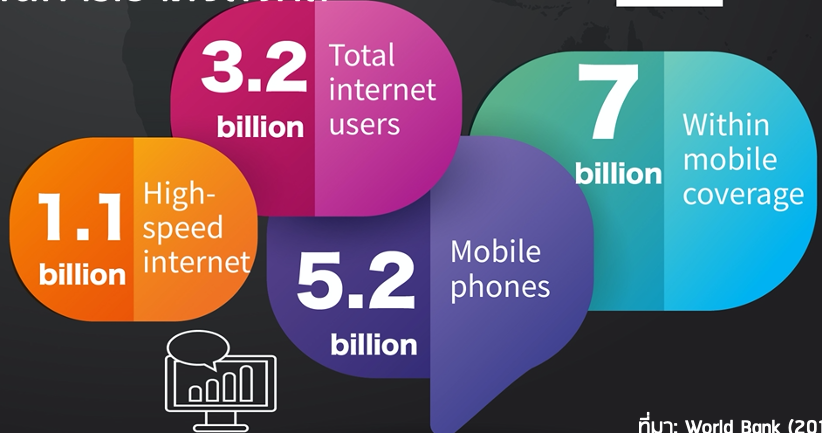 3.2
billion
Total
internet
users
7
billion
Within
mobile
coverage
1.1
billion
High-
speed
internet
5.2
billion
Mobile
phones
ที่มา: World Bank (201